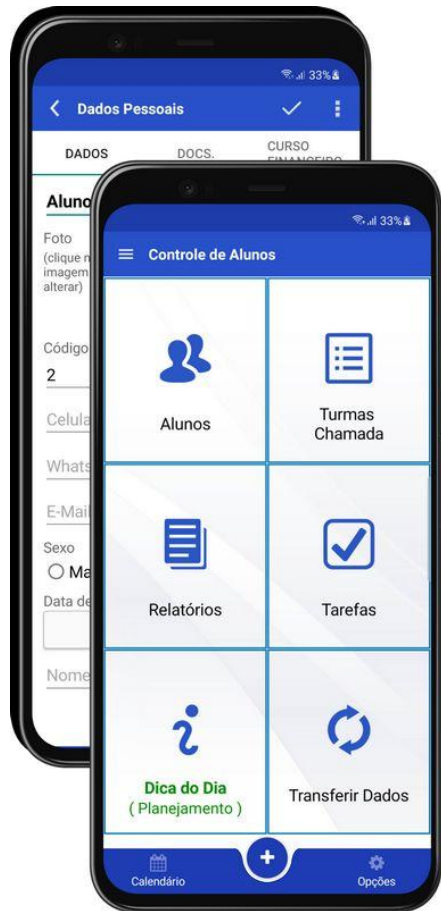 33%
Dados Pessoais
DADOS
DOCS.
CURSO
FINANCEIRO
Aluno
Foto
(clique n
imagem
alterar)
Código
2
Celula
Whats
E-Mail
Sexo
Ma
Data de
Nome
33%
Controle de Alunos
Alunos
Turmas
Chamada
Relatórios
Tarefas
Dica do Dia
( Planejamento )
Transferir Dados
Calendário
Opções